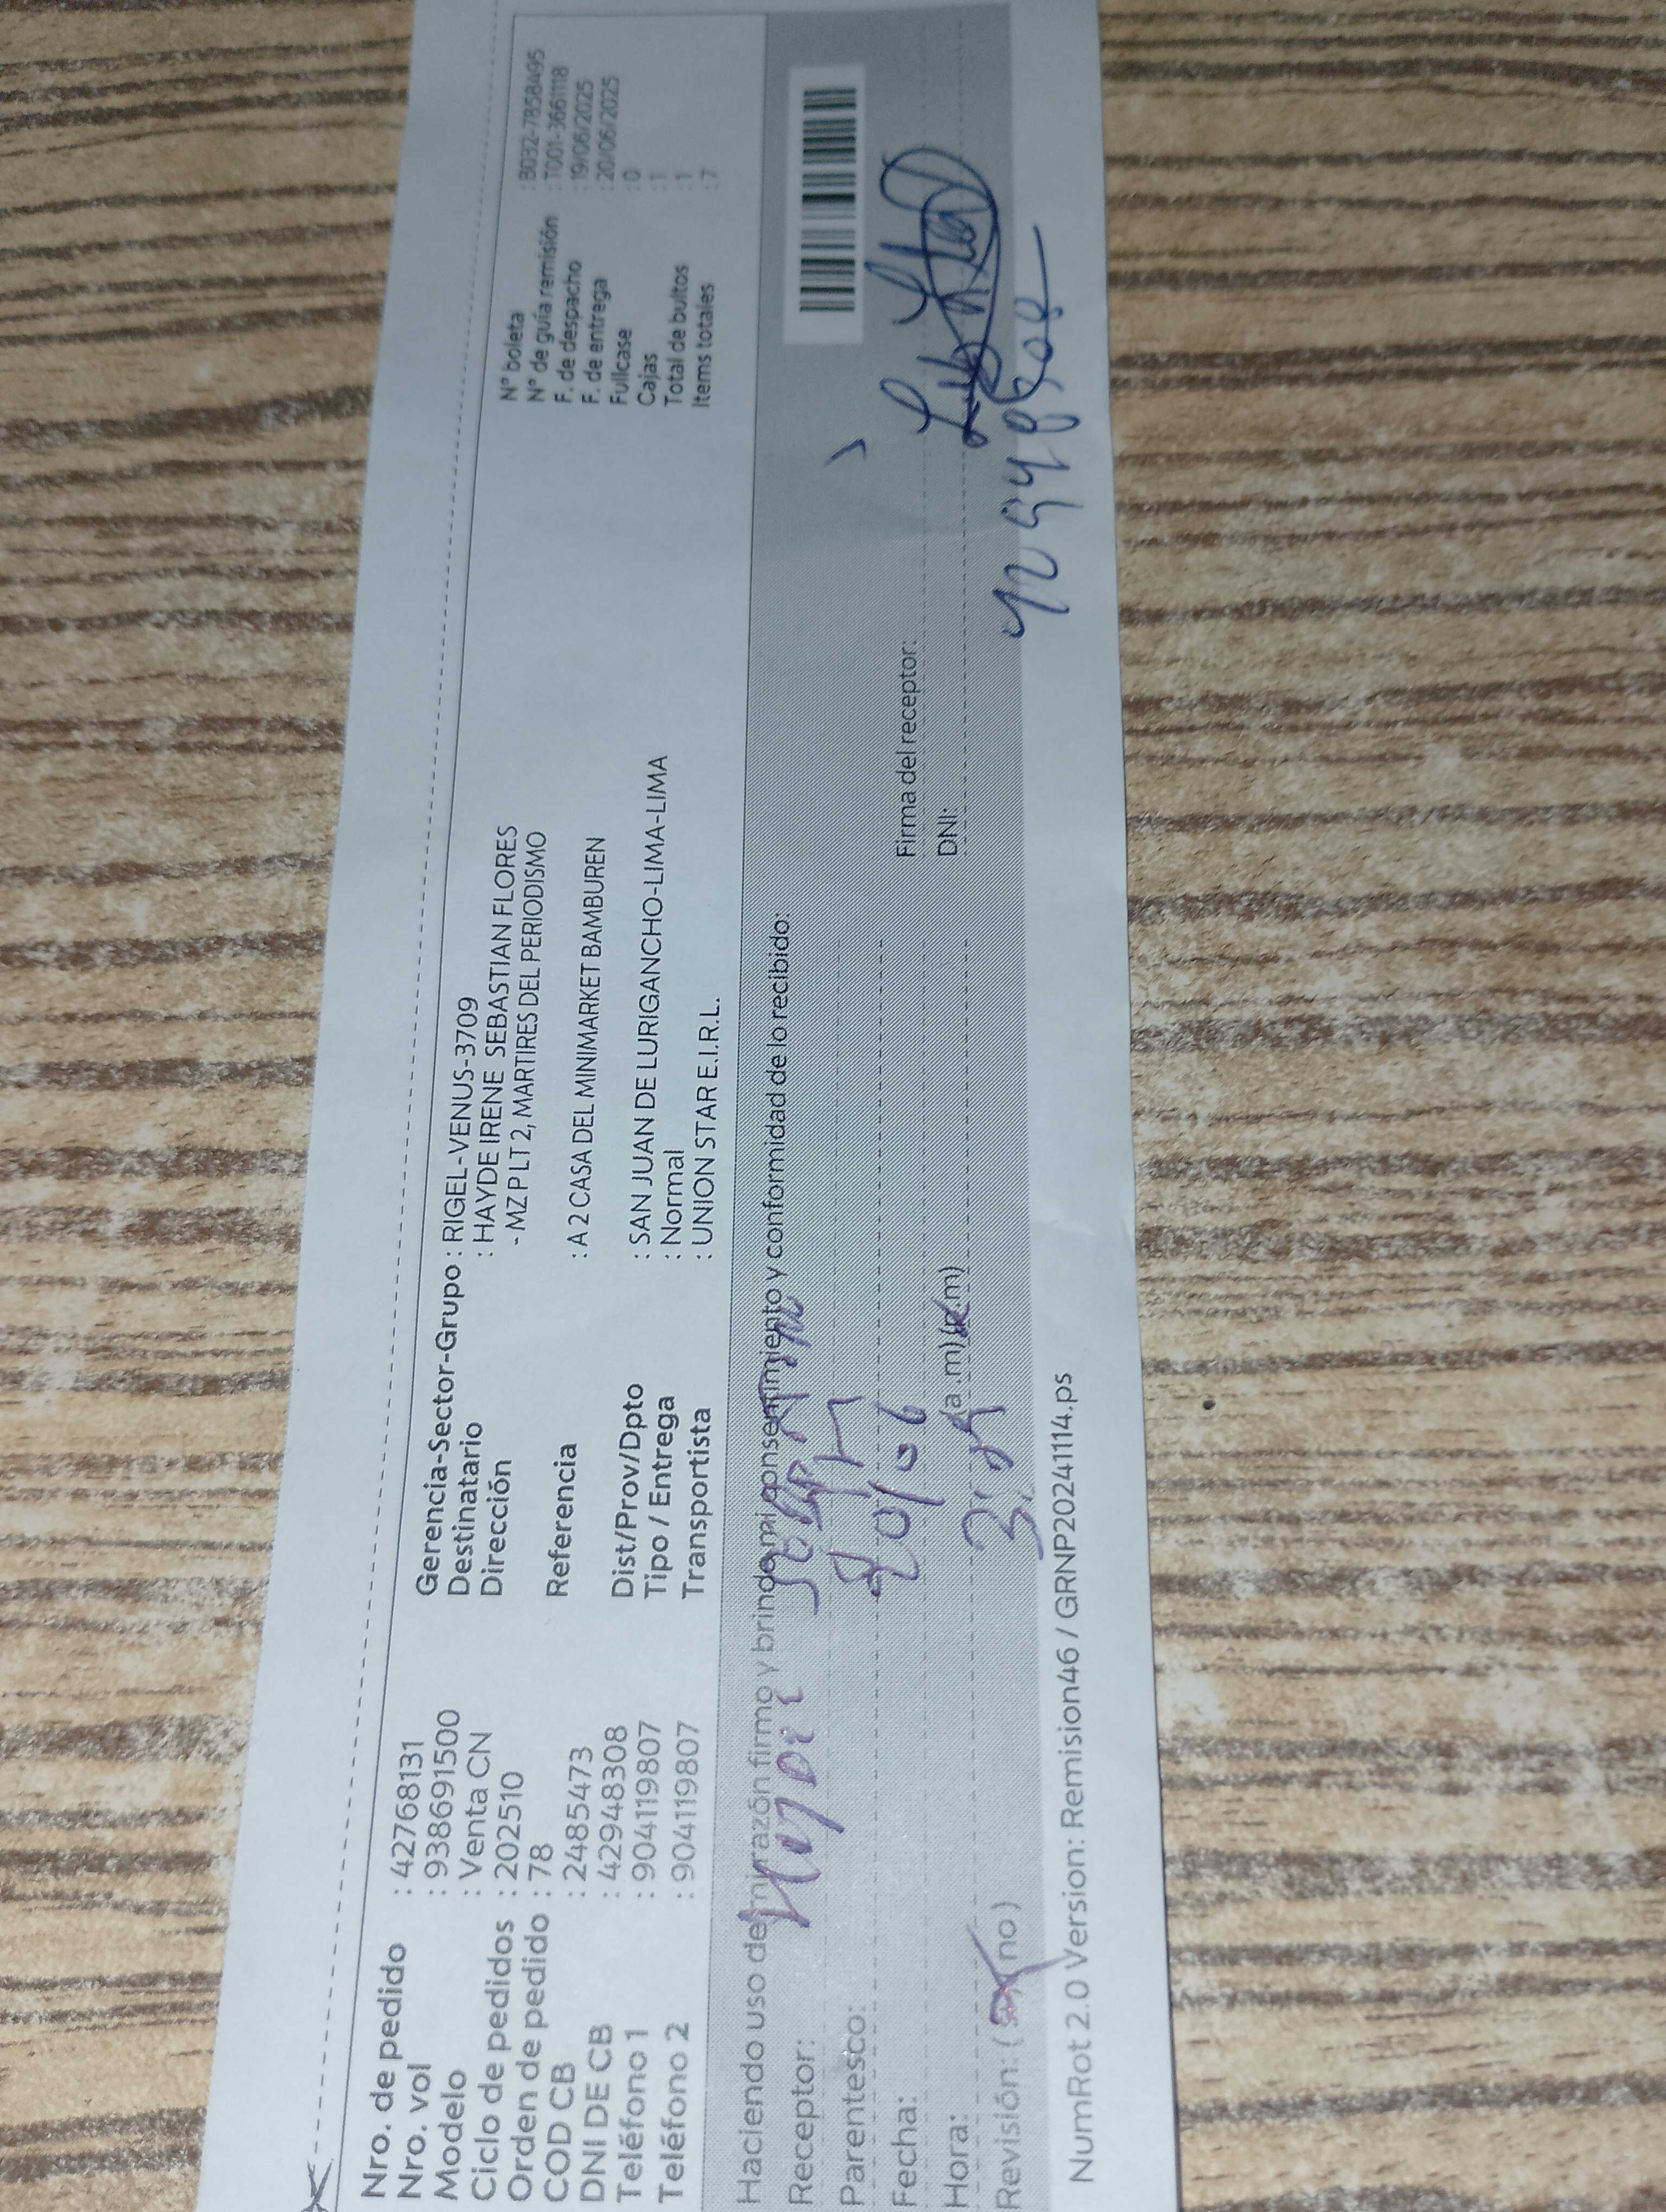 Nro. de pedido : 42768131
Nro. vol : 938691500
Modelo : Venta CN
Ciclo de pedidos : 202510
Orden de pedido : 78
COD CB : 2485473
DNI DE CB : 42948308
Teléfono 1 : 904119807
Teléfono 2 : 904119807
Gerencia-Sector-Grupo : RIGEL-VENUS-3709
Destinatario : HAYDE IRENE SEBASTIAN FLORES
Dirección - MZ P LT 2, MARTIRES DEL PERIODISMO
Referencia : A 2 CASA DEL MINIMARKET BAMBUREN
Dist/Prov/Dpto : SAN JUAN DE LURIGANCHO-LIMA-LIMA
Tipo / Entrega : Normal
Transportista : UNION STAR E.I.R.L.
N° boleta : B032-7858495
N° de guía remisión : T001-3661118
F. de despacho : 19/06/2025
F. de entrega : 20/06/2025
Fullcase : 0
Cajas : 1
Total de bultos : 1
Items totales : 7
Haciendo uso de mi razón firmo y brindo mi consentimiento y conformidad de lo recibido:
Receptor:
Parentesco:
Fecha: 20/06
Hora: (a.m) (p.m)
Revisión: ( no )
Firma del receptor:
DNI: 42948308
NumRot 2.0 Version: Remision46 / GRNP20241114.ps